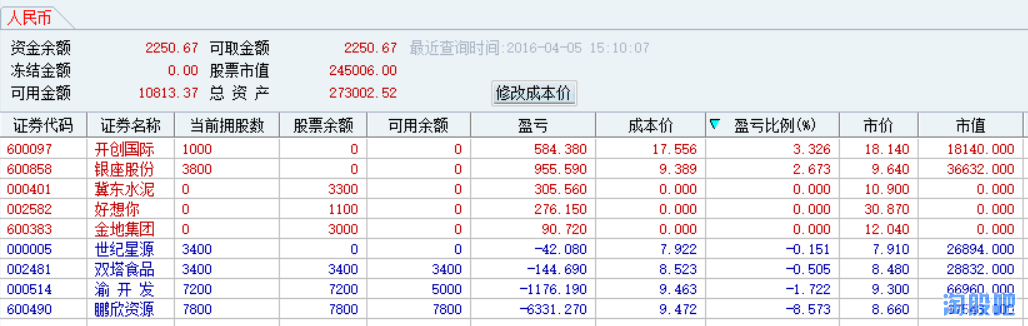 人民币
资金余额 2250.67 可取金额 2250.67 最近查询时间:2016-04-05 15:10:07
冻结金额 0.00 股票市值 245006.00
可用金额 10813.37 总 资 产 273002.52 修改成本价
证券代码 证券名称 当前拥股数 股票余额 可用余额 盈亏 成本价 盈亏比例(%) 市价 市值
600097 开创国际 1000 0 0 584.380 17.556 3.326 18.140 18140.000
600858 银座股份 3800 0 0 955.590 9.389 2.673 9.640 36632.000
000401 冀东水泥 0 3300 0 305.560 0.000 0.000 10.900 0.000
002582 好想你 0 1100 0 276.150 0.000 0.000 30.870 0.000
600383 金地集团 0 3000 0 90.720 0.000 0.000 12.040 0.000
000005 世纪星源 3400 0 0 -42.080 7.922 -0.151 7.910 26894.000
002481 双塔食品 3400 3400 3400 -144.690 8.523 -0.505 8.480 28832.000
000514 渝 开 发 7200 7200 5000 -1176.190 9.463 -1.722 9.300 66960.000
600490 鹏欣资源 7800 7800 7800 -6331.270 9.472 -8.573 8.660
淘股吧